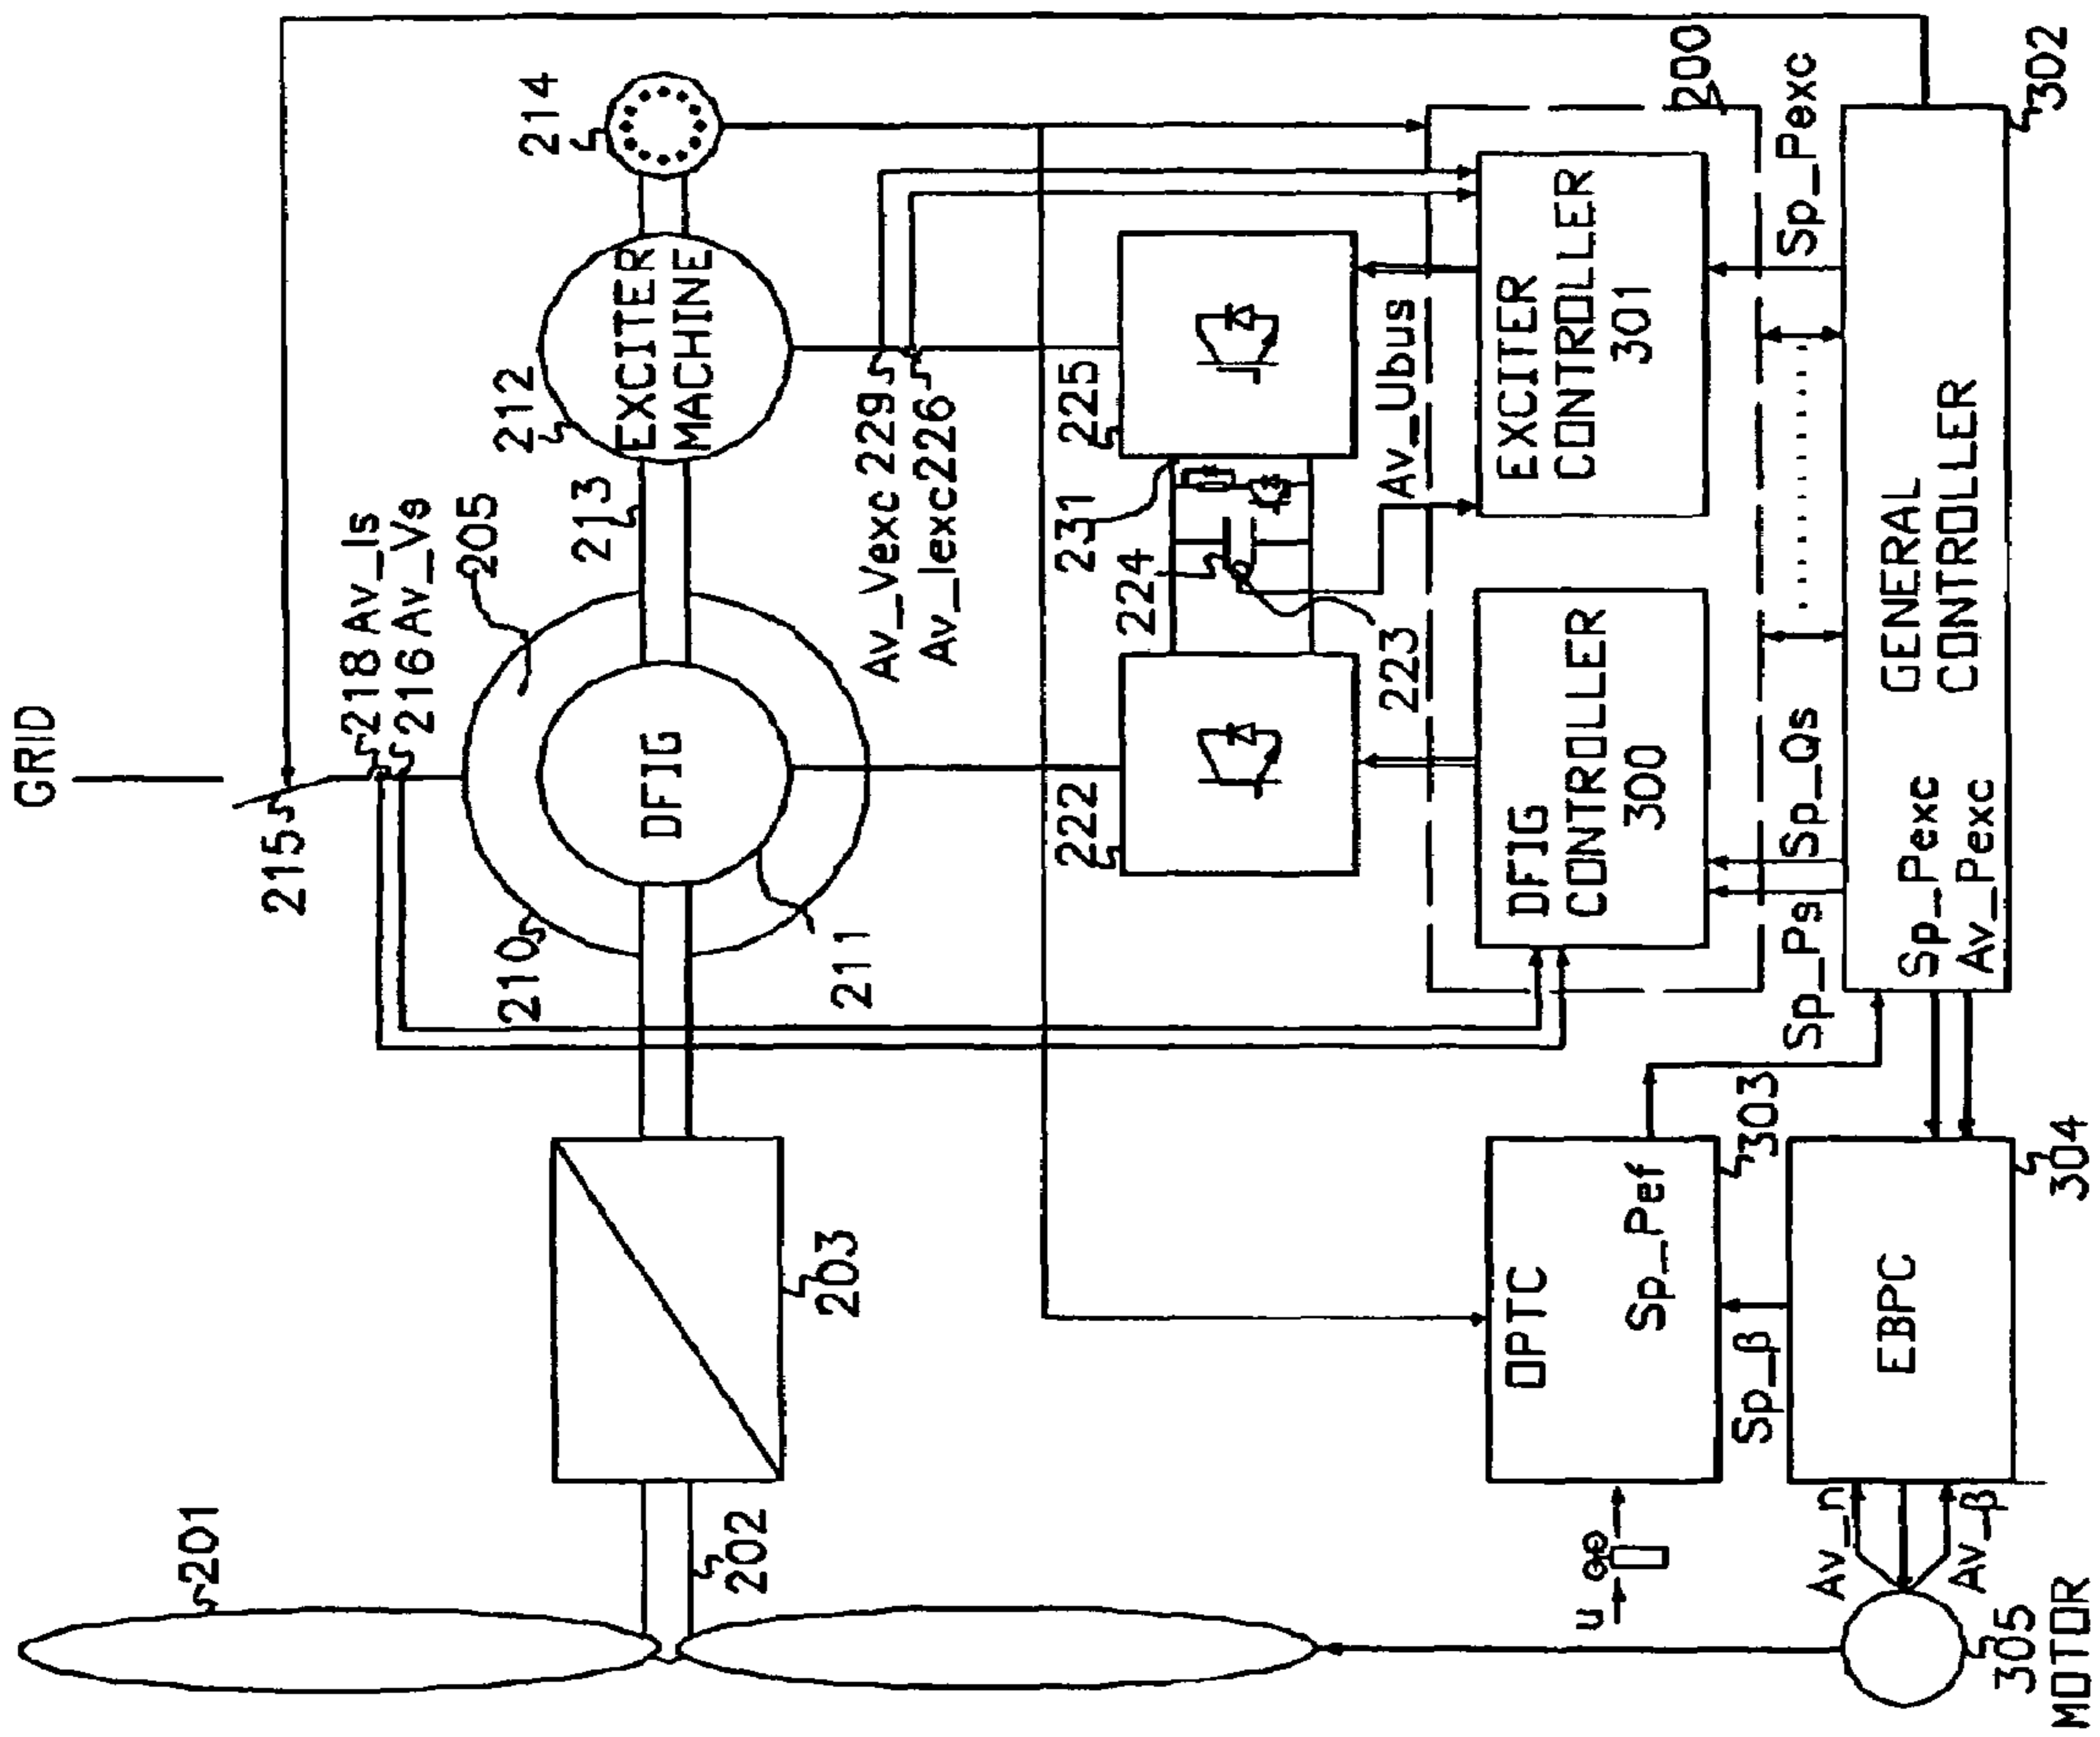 GRID
215
218 Av_Is
216 Av_Vs
205
210
DFIG
211
213
212
EXCITER
MACHINE
214
Av_Vexc 229
Av_Iexc 226
203
201
202
222
225
231
224
223
Av_Ubus
200
DFIG
CONTROLLER
300
EXCITER
CONTROLLER
301
Sp_Ps
Sp_Qs
Sp_Pexc
GENERAL
CONTROLLER
302
Sp_Pexc
Av_Pexc
OPTC
Sp_Pef
303
Sp_β
EBPC
304
u
Av_n
Av_β
305
MOTOR